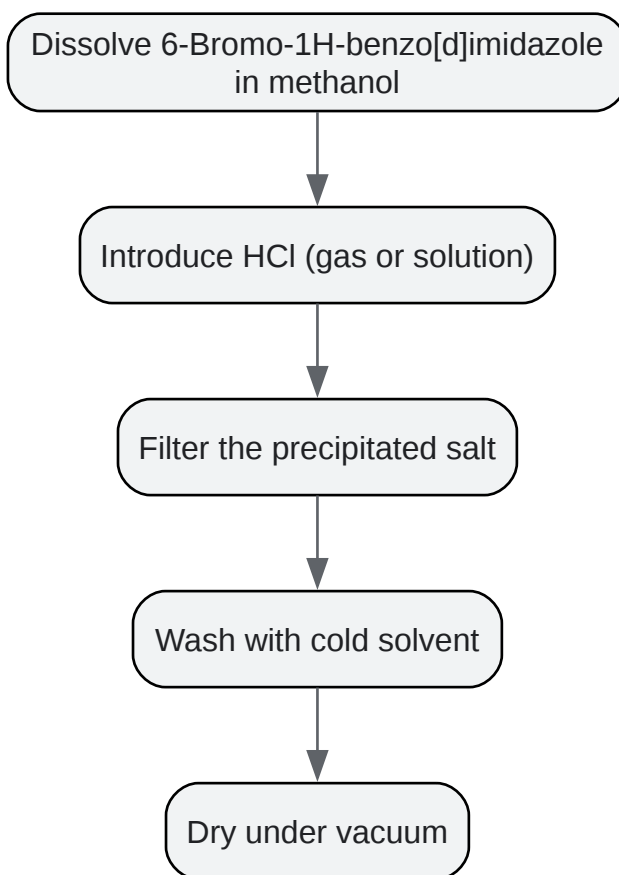 Dissolve 6-Bromo-1H-benzo[d]imidazole
in methanol
Introduce HCl (gas or solution)
Filter the precipitated salt
Wash with cold solvent
Dry under vacuum